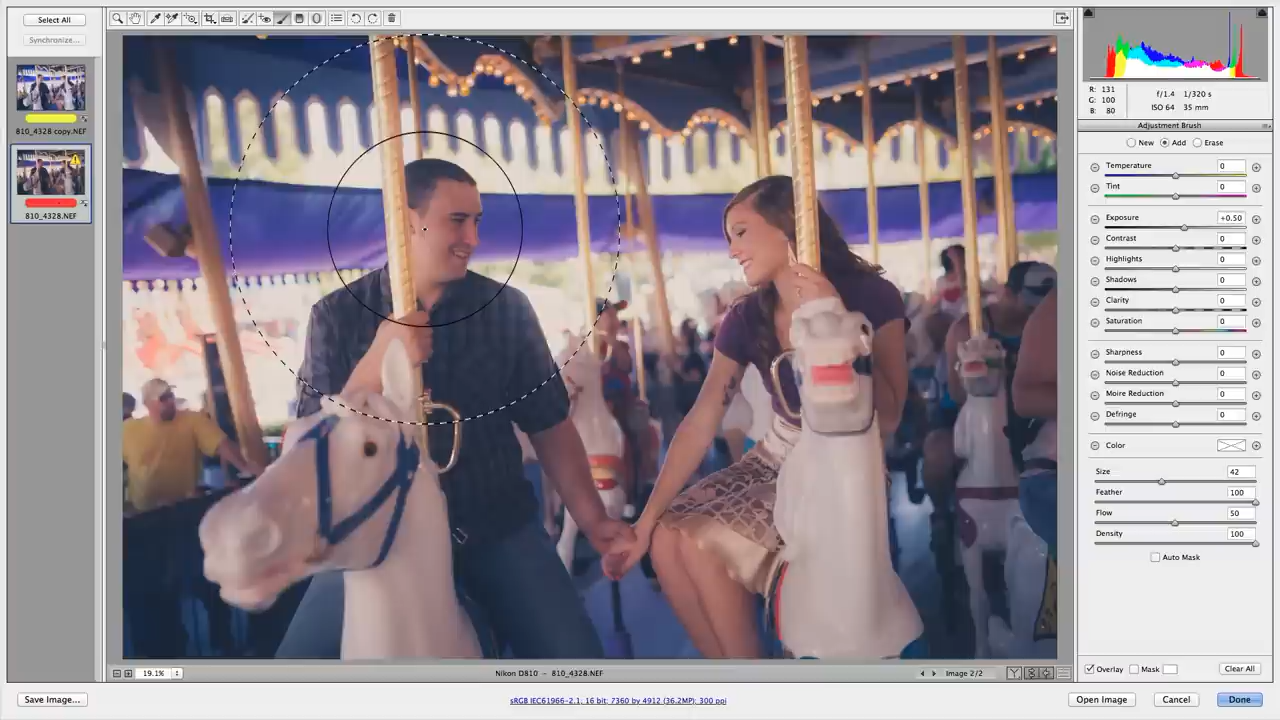 Select All
Synchronize...
810_4328 copy.NEF
810_4328.NEF
R: 131
G: 100
B: 80
f/1.4 1/320 s
ISO 64 35 mm
Adjustment Brush
New Add Erase
Temperature 0
Tint 0
Exposure +0.50
Contrast 0
Highlights 0
Shadows 0
Clarity 0
Saturation 0
Sharpness 0
Noise Reduction 0
Moire Reduction 0
Defringe 0
Color
Size 42
Feather 100
Flow 50
Density 100
Auto Mask
Overlay Mask Clear All
19.1% Nikon D810 – 810_4328.NEF Image 2/2
Save Image... sRGB IEC61966-2.1; 16 bit; 7360 by 4912 (36.2MP); 300 ppi Open Image Cancel Done